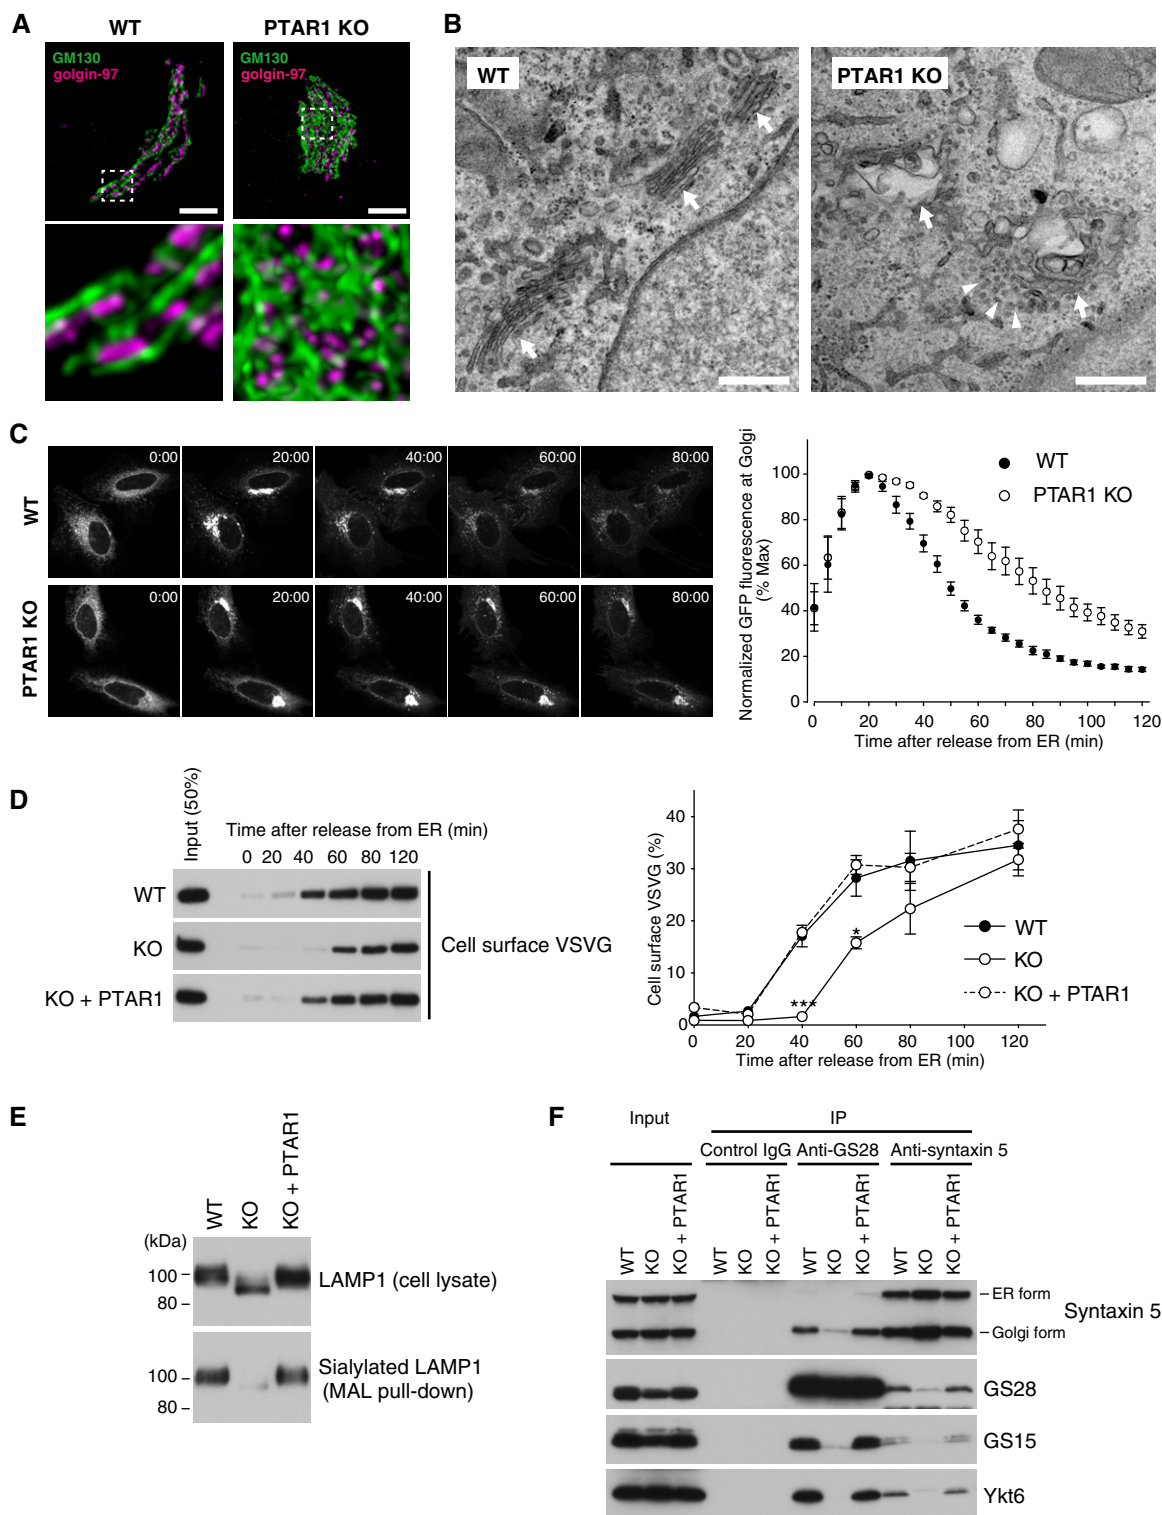 A
WT
PTAR1 KO
GM130
golgin-97
GM130
golgin-97
B
WT
PTAR1 KO
C
WT
0:00
20:00
40:00
60:00
80:00
PTAR1 KO
0:00
20:00
40:00
60:00
80:00
Normalized GFP fluorescence at Golgi
(% Max)
100
80
60
40
20
0
WT
PTAR1 KO
0 20 40 60 80 100 120
Time after release from ER (min)
D
Input (50%)
Time after release from ER (min)
0 20 40 60 80 120
WT
KO
KO + PTAR1
Cell surface VSVG
Cell surface VSVG (%)
40
30
20
10
0
***
*
WT
KO
KO + PTAR1
0 20 40 60 80 100 120
Time after release from ER (min)
E
WT
KO
KO + PTAR1
(kDa)
100
80
LAMP1 (cell lysate)
100
80
Sialylated LAMP1
(MAL pull-down)
F
Input
IP
Control IgG
Anti-GS28
Anti-syntaxin 5
WT
KO
KO + PTAR1
WT
KO
KO + PTAR1
WT
KO
KO + PTAR1
WT
KO
KO + PTAR1
ER form
Golgi form
Syntaxin 5
GS28
GS15
Ykt6